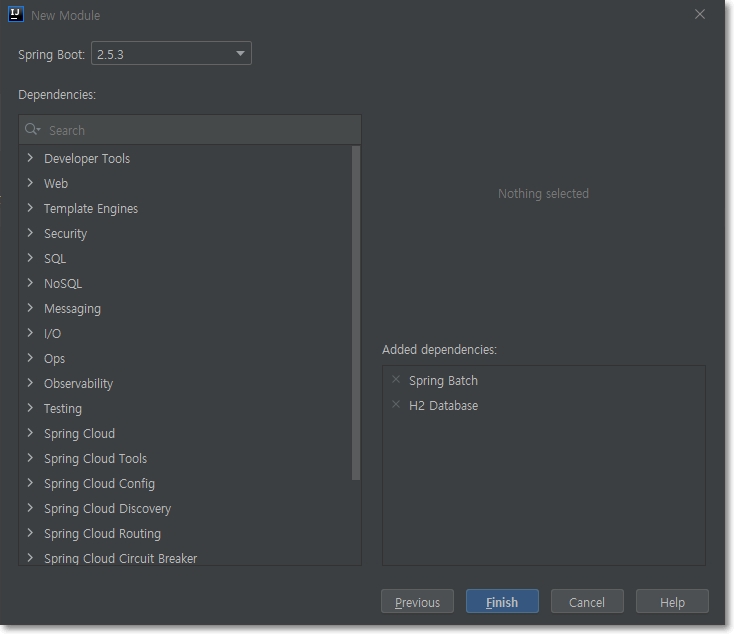 IJ New Module
Spring Boot: 2.5.3
Dependencies:
Search
Developer Tools
Web
Template Engines
Security
SQL
NoSQL
Messaging
I/O
Ops
Observability
Testing
Spring Cloud
Spring Cloud Tools
Spring Cloud Config
Spring Cloud Discovery
Spring Cloud Routing
Spring Cloud Circuit Breaker
Nothing selected
Added dependencies:
Spring Batch
H2 Database
Previous Finish Cancel Help